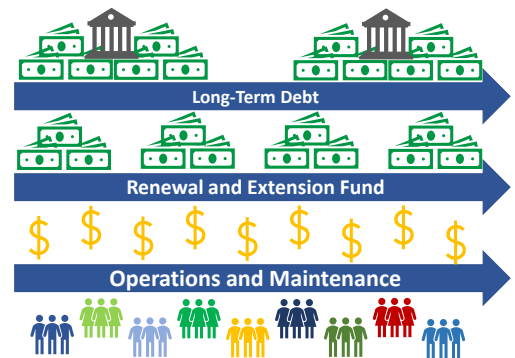 Long-Term Debt
Renewal and Extension Fund
$ $ $ $ $ $ $ $ $
Operations and Maintenance